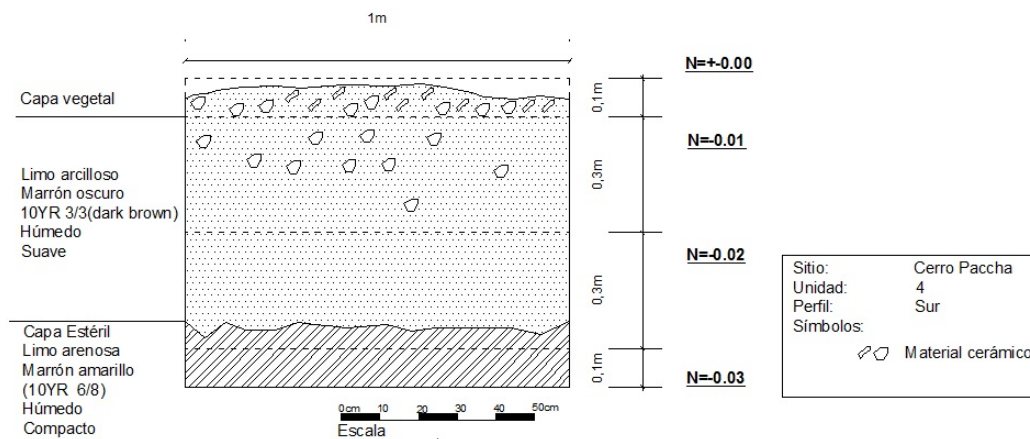 1m
Capa vegetal
Limo arcilloso
Marrón oscuro
10YR 3/3(dark brown)
Húmedo
Suave
Capa Estéril
Limo arenosa
Marrón amarillo
(10YR 6/8)
Húmedo
Compacto
0,1m
0,3m
0,3m
0,1m
N=+-0.00
N=-0.01
N=-0.02
N=-0.03
0cm 10 20 30 40 50cm
Escala
Sitio: Cerro Paccha
Unidad: 4
Perfil: Sur
Símbolos:
Material cerámico